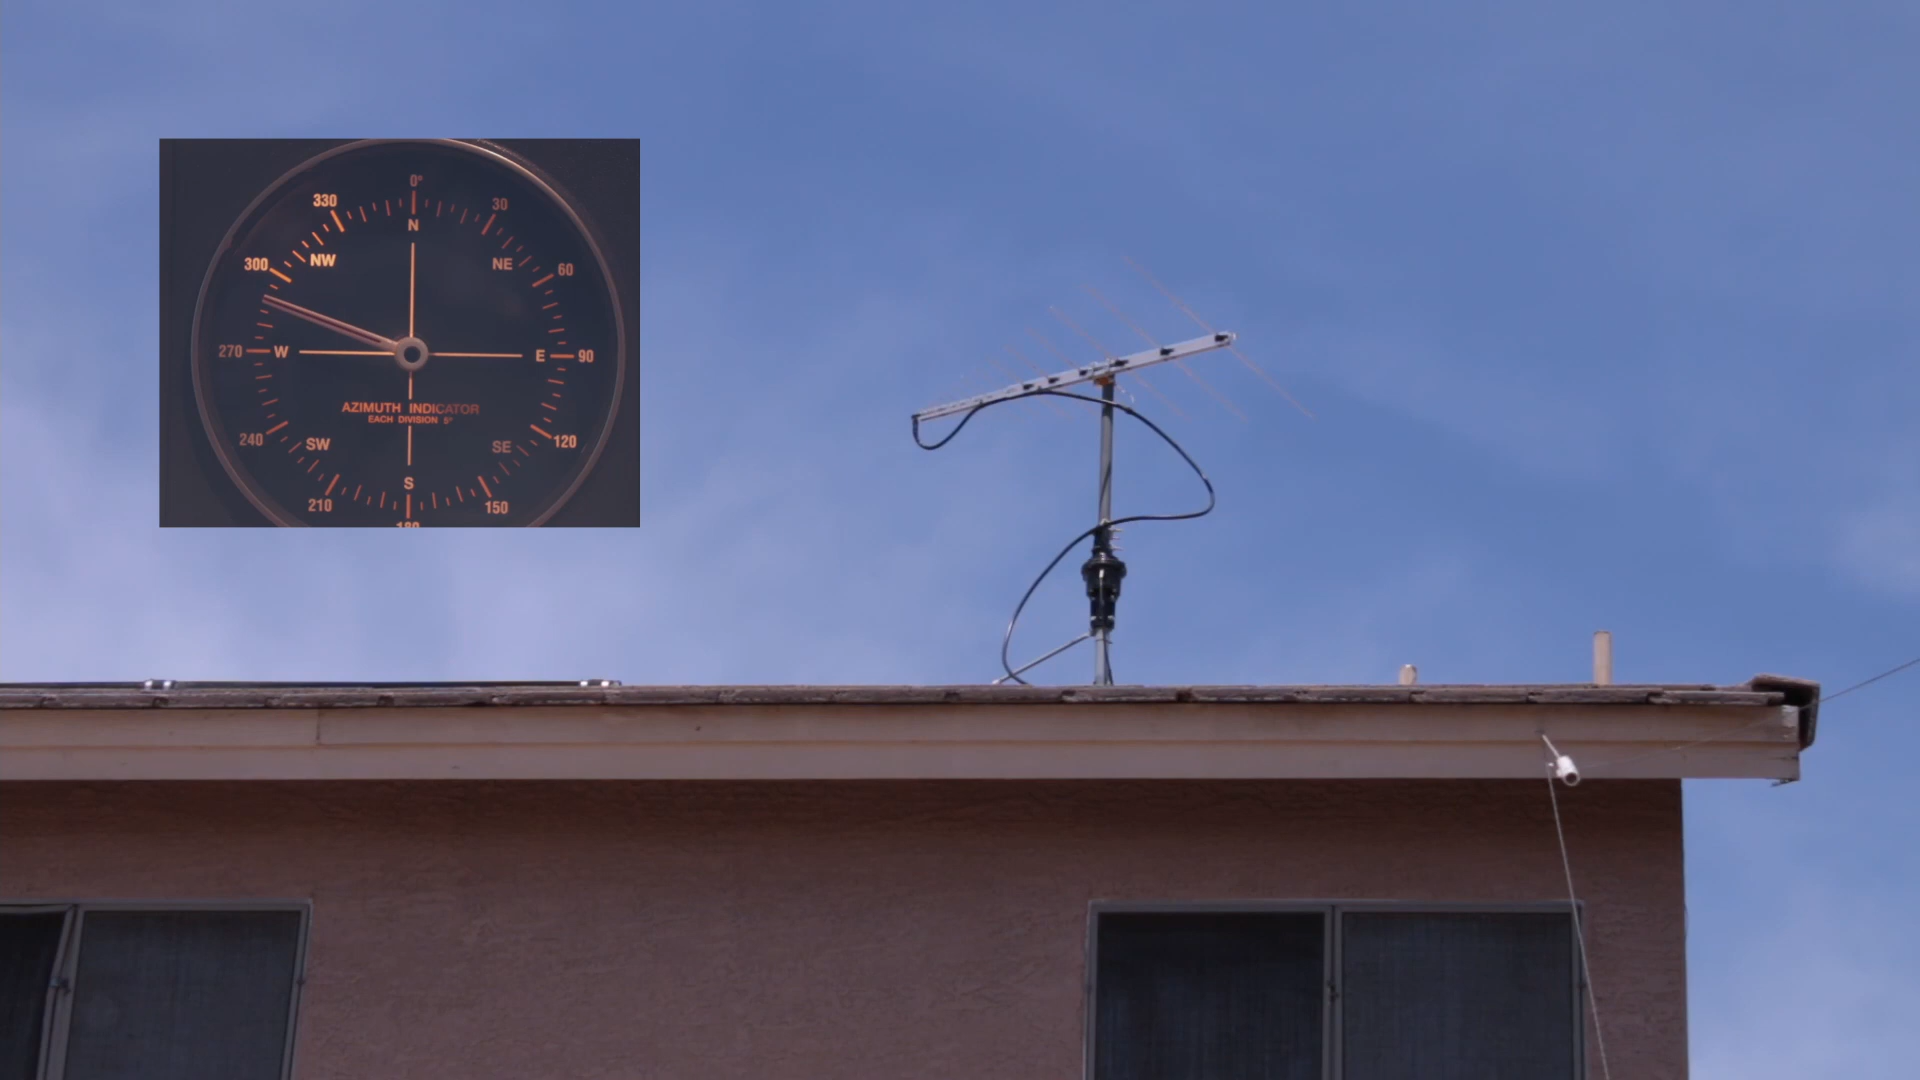 0°
330 30
N
300 NW NE 60
270 W E 90
AZIMUTH INDICATOR
EACH DIVISION 5°
240 SW SE 120
S
210 150
180